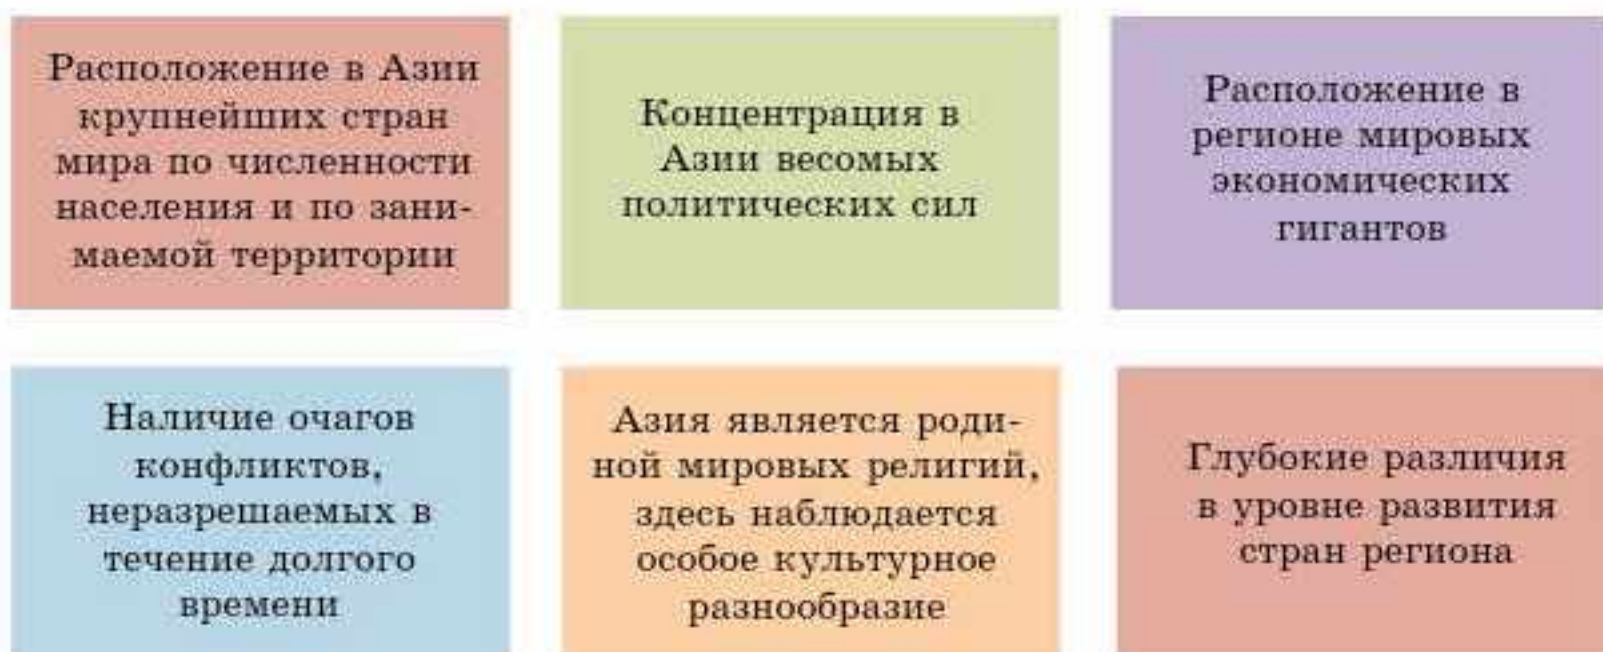 Расположение в Азии
крупнейших стран
мира по численности
населения и по зани-
маемой территории
Концентрация в
Азии весомых
политических сил
Расположение в
регионе мировых
экономических
гигантов
Наличие очагов
конфликтов,
неразрешаемых в
течение долгого
времени
Азия является роди-
ной мировых религий,
здесь наблюдается
особое культурное
разнообразие
Глубокие различия
в уровне развития
стран региона